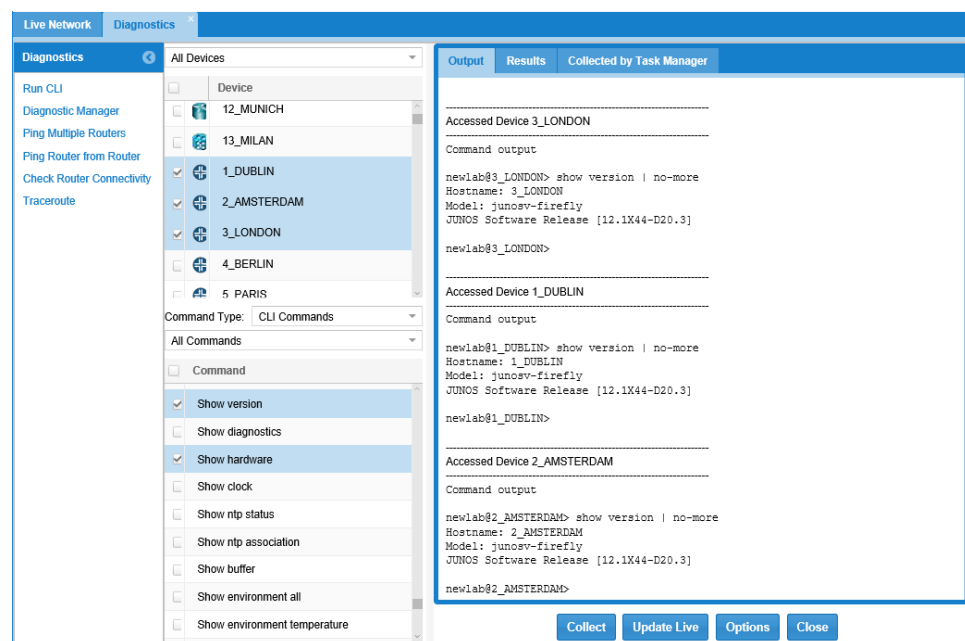 Live Network
Diagnostics
Diagnostics
Run CLI
Diagnostic Manager
Ping Multiple Routers
Ping Router from Router
Check Router Connectivity
Traceroute
All Devices
Device
12_MUNICH
13_MILAN
1_DUBLIN
2_AMSTERDAM
3_LONDON
4_BERLIN
5_PARIS
Command Type: CLI Commands
All Commands
Command
Show version
Show diagnostics
Show hardware
Show clock
Show ntp status
Show ntp association
Show buffer
Show environment all
Show environment temperature
Output Results Collected by Task Manager
Accessed Device 3_LONDON
Command output
newlab@3_LONDON> show version | no-more
Hostname: 3_LONDON
Model: junosv-firefly
JUNOS Software Release [12.1X44-D20.3]
newlab@3_LONDON>
Accessed Device 1_DUBLIN
Command output
newlab@1_DUBLIN> show version | no-more
Hostname: 1_DUBLIN
Model: junosv-firefly
JUNOS Software Release [12.1X44-D20.3]
newlab@1_DUBLIN>
Accessed Device 2_AMSTERDAM
Command output
newlab@2_AMSTERDAM> show version | no-more
Hostname: 2_AMSTERDAM
Model: junosv-firefly
JUNOS Software Release [12.1X44-D20.3]
newlab@2_AMSTERDAM>
Collect Update Live Options Close